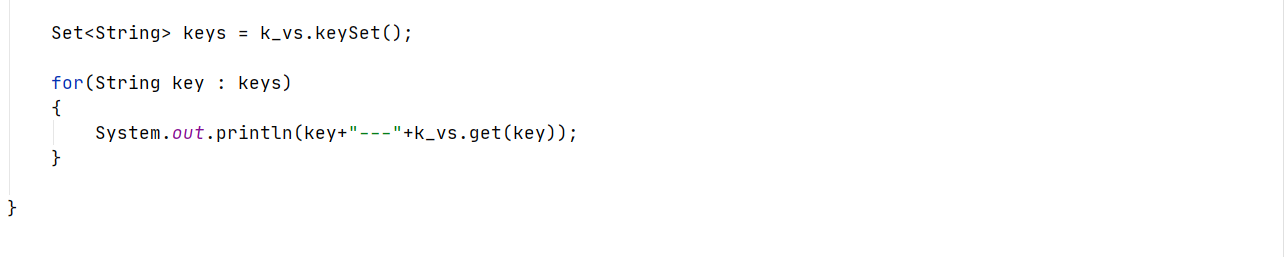 Set<String> keys = k_vs.keySet();
for(String key : keys)
{
System.out.println(key+"---"+k_vs.get(key));
}
}